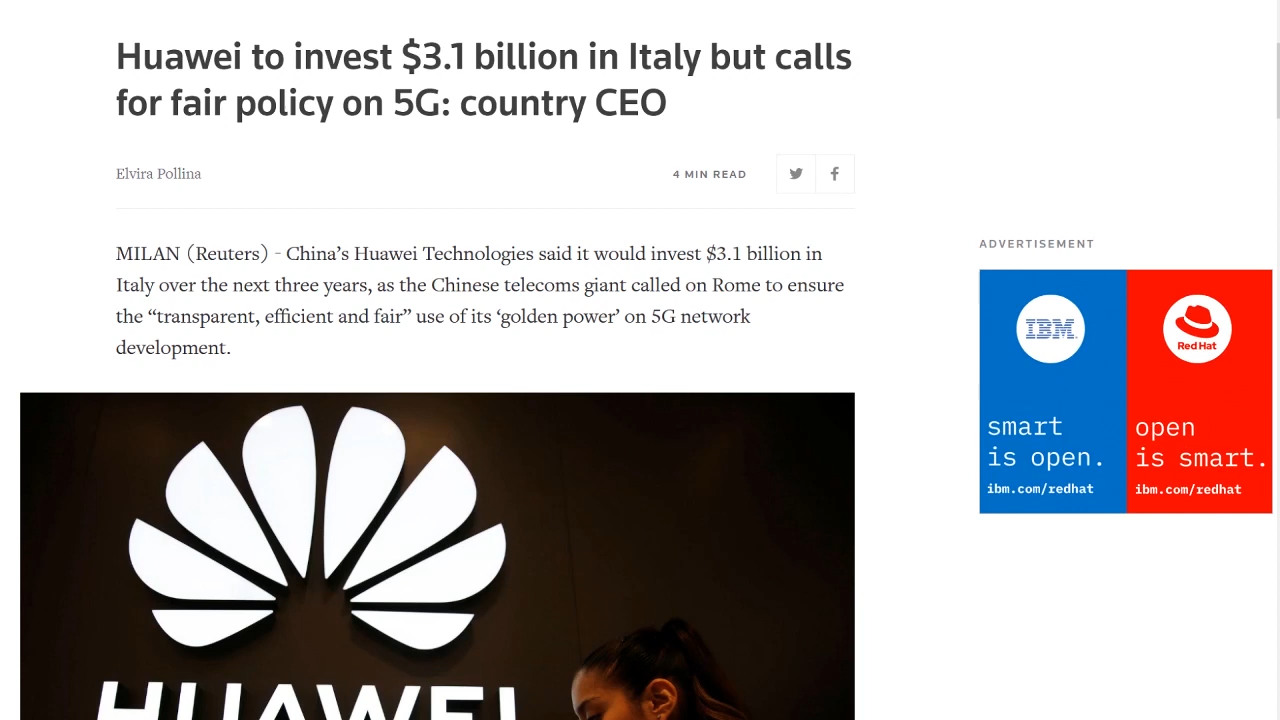 Huawei to invest $3.1 billion in Italy but calls
for fair policy on 5G: country CEO
Elvira Pollina
4 MIN READ
MILAN (Reuters) - China’s Huawei Technologies said it would invest $3.1 billion in
Italy over the next three years, as the Chinese telecoms giant called on Rome to ensure
the “transparent, efficient and fair” use of its ‘golden power’ on 5G network
development.
HUAWEI
ADVERTISEMENT
IBM
smart
is open.
ibm.com/redhat
Red Hat
open
is smart.
ibm.com/redhat